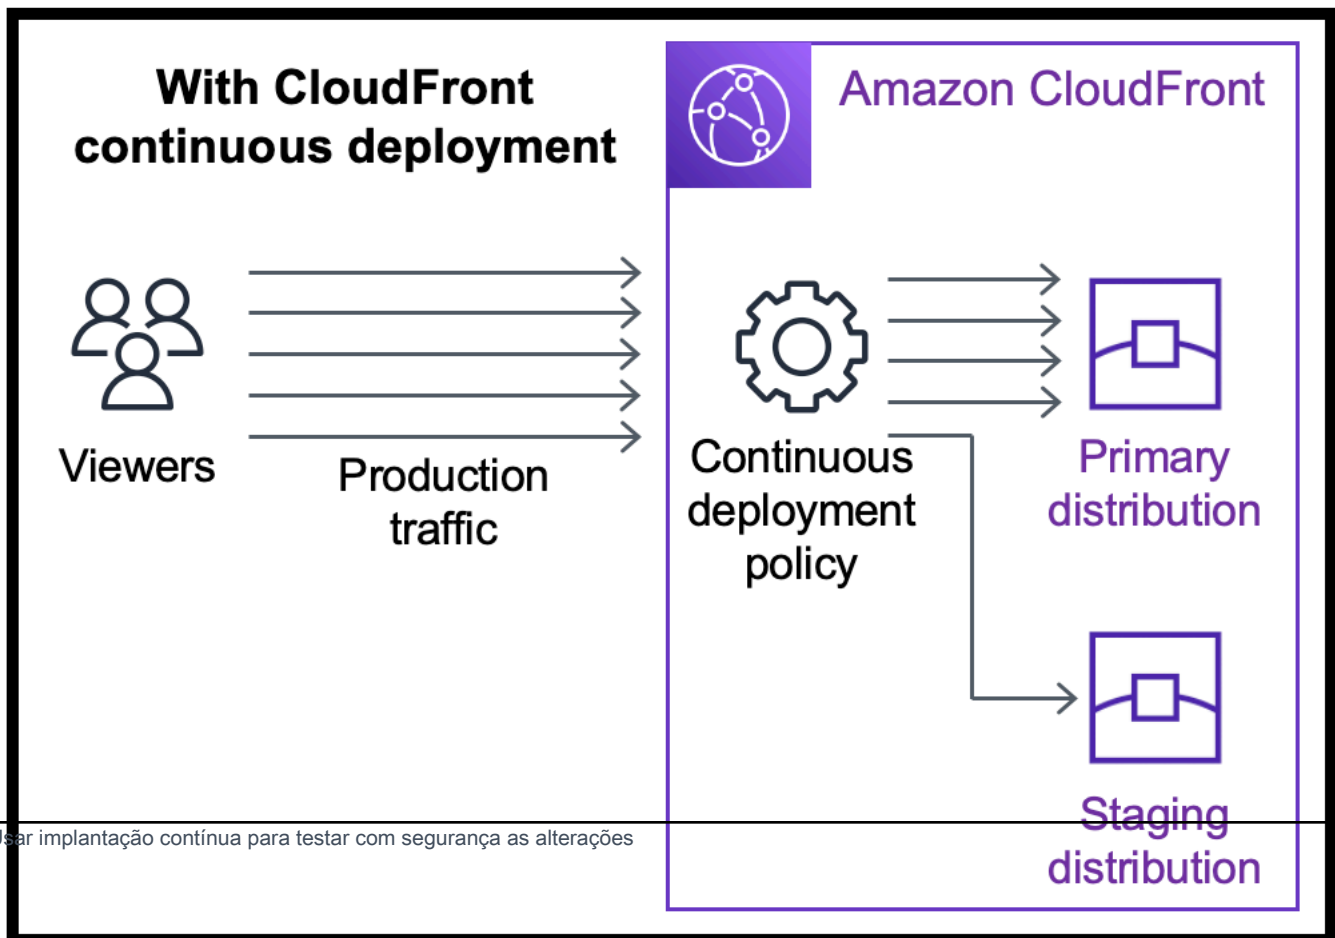 With CloudFront
continuous deployment
Amazon CloudFront
Viewers
Production
traffic
Continuous
deployment
policy
Primary
distribution
Staging
distribution
Usar implantação contínua para testar com segurança as alterações